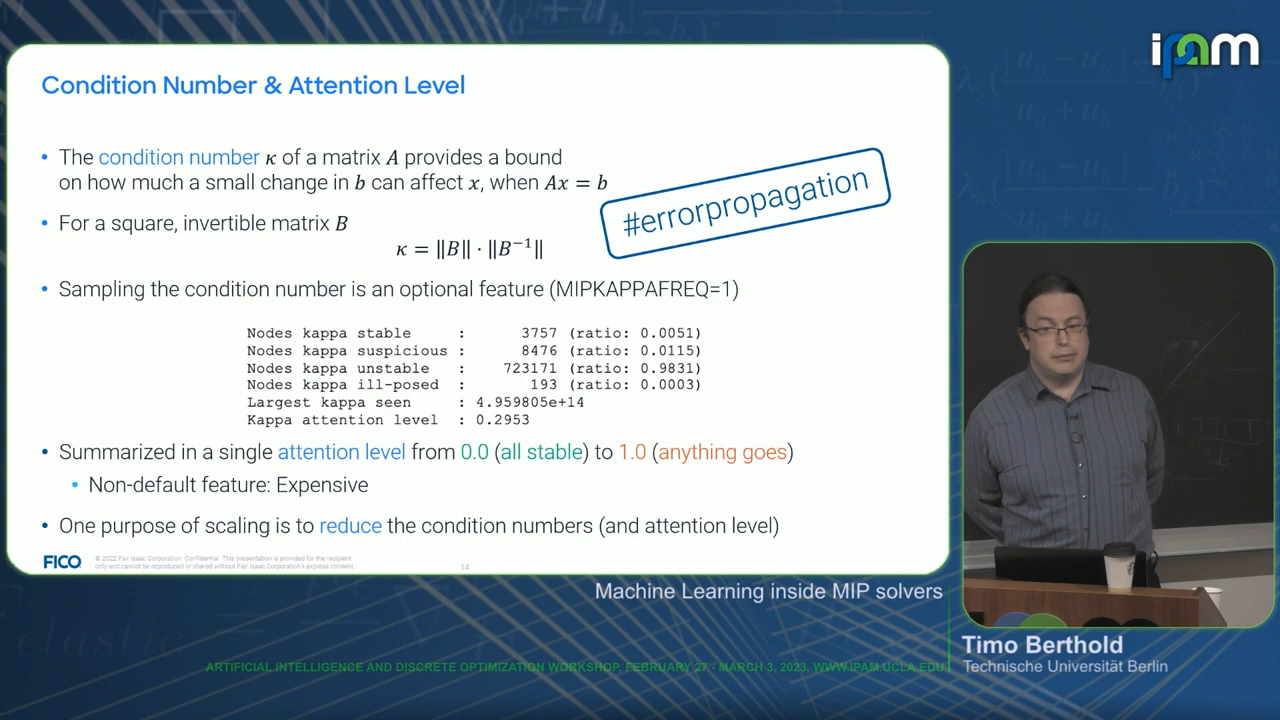 ipam
Condition Number & Attention Level
• The condition number κ of a matrix A provides a bound
on how much a small change in b can affect x, when Ax = b
#errorpropagation
• For a square, invertible matrix B
κ = ‖B‖ · ‖B⁻¹‖
• Sampling the condition number is an optional feature (MIPKAPPAFREQ=1)
Nodes kappa stable : 3757 (ratio: 0.0051)
Nodes kappa suspicious : 8476 (ratio: 0.0115)
Nodes kappa unstable : 723171 (ratio: 0.9831)
Nodes kappa ill-posed : 193 (ratio: 0.0003)
Largest kappa seen : 4.959805e+14
Kappa attention level : 0.2953
• Summarized in a single attention level from 0.0 (all stable) to 1.0 (anything goes)
• Non-default feature: Expensive
• One purpose of scaling is to reduce the condition numbers (and attention level)
FICO
© 2022 Fair Isaac Corporation. Confidential. This presentation is provided for the recipient
only and cannot be reproduced or shared without Fair Isaac Corporation's express consent.
14
Machine Learning inside MIP solvers
Timo Berthold
Technische Universität Berlin
ARTIFICIAL INTELLIGENCE AND DISCRETE OPTIMIZATION WORKSHOP, FEBRUARY 27 - MARCH 3, 2023, WWW.IPAM.UCLA.EDU
elastic